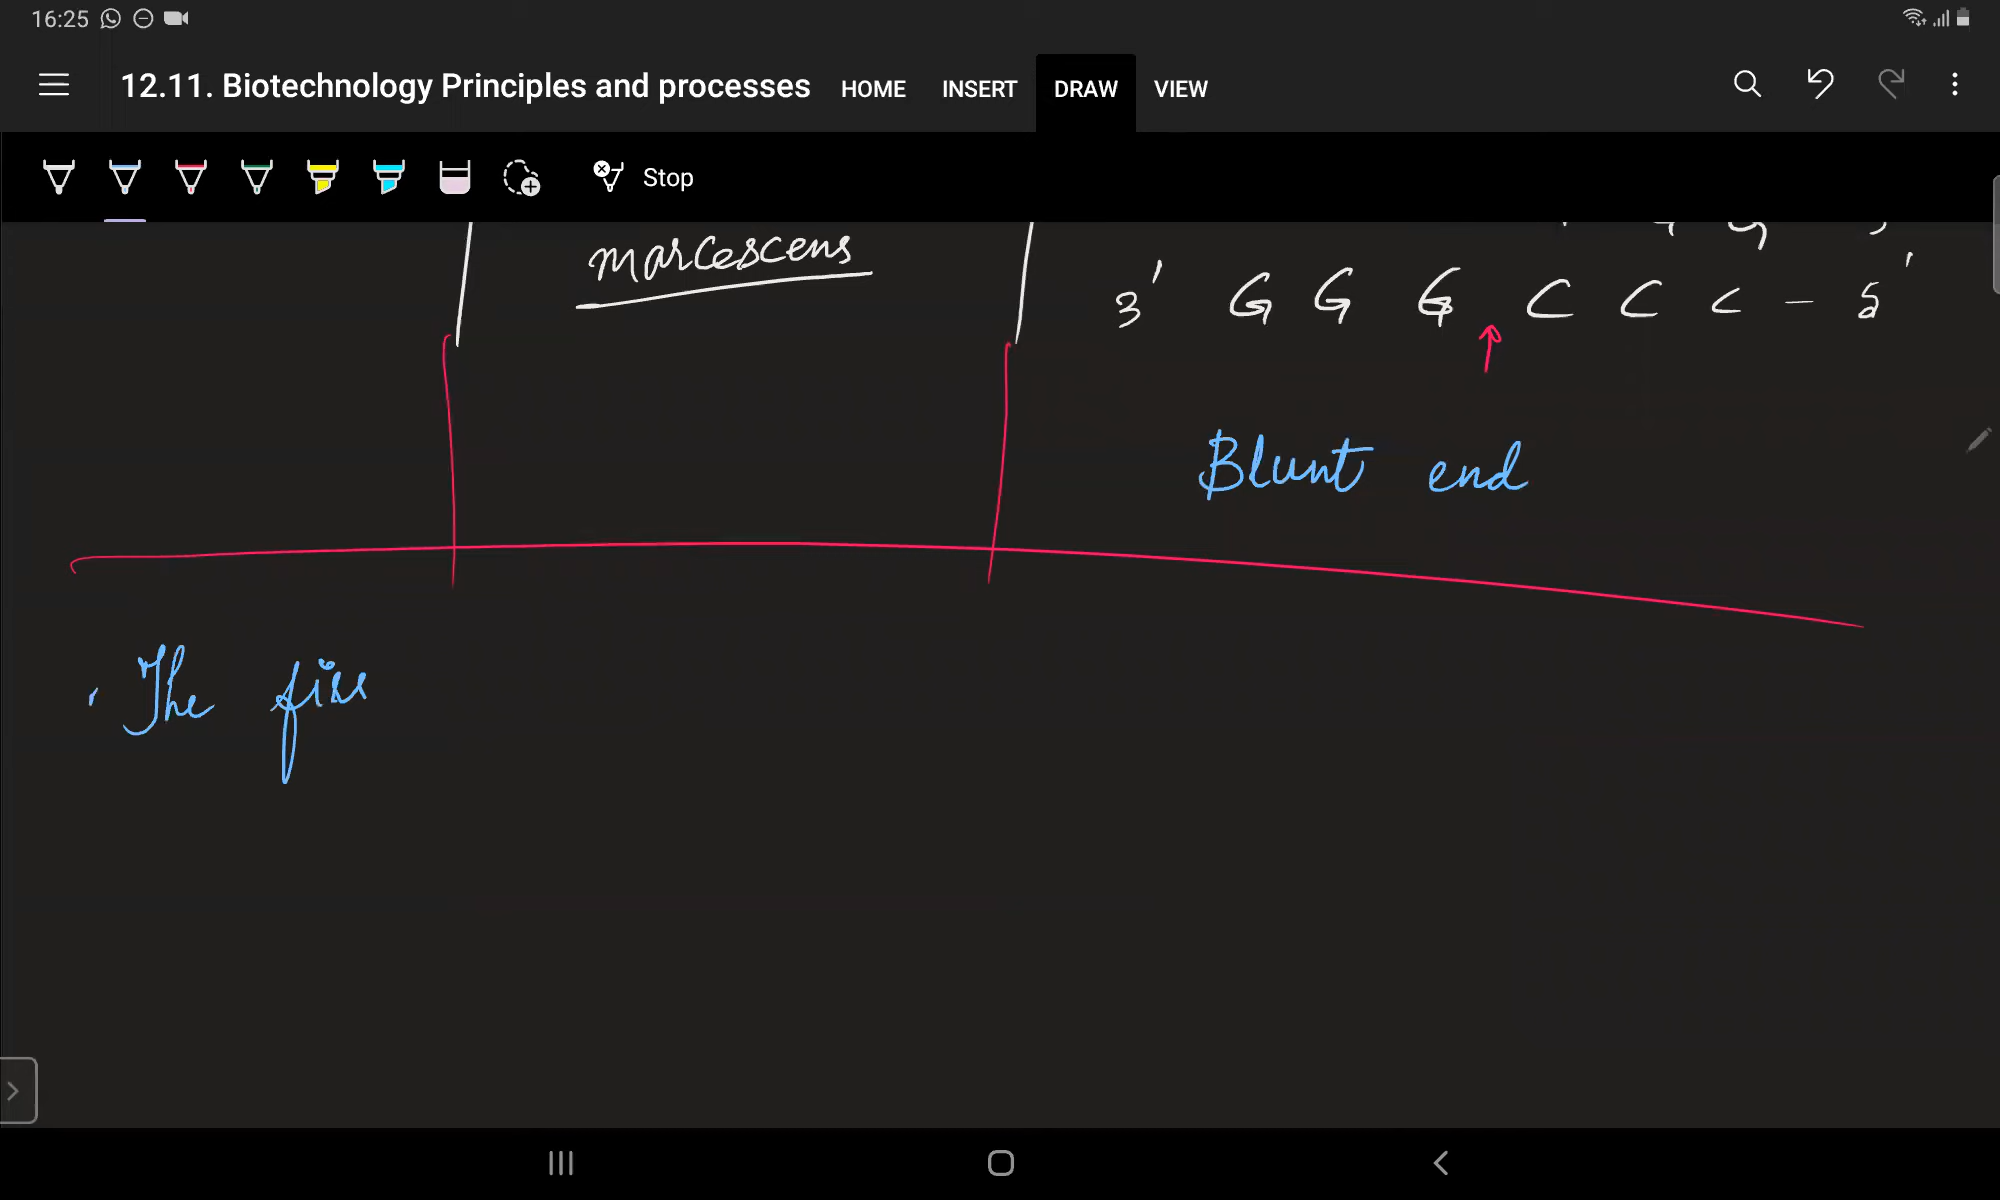 16:25
12.11. Biotechnology Principles and processes HOME INSERT DRAW VIEW
Stop
marcescens
3' G G G C C C - 5'
Blunt end
The